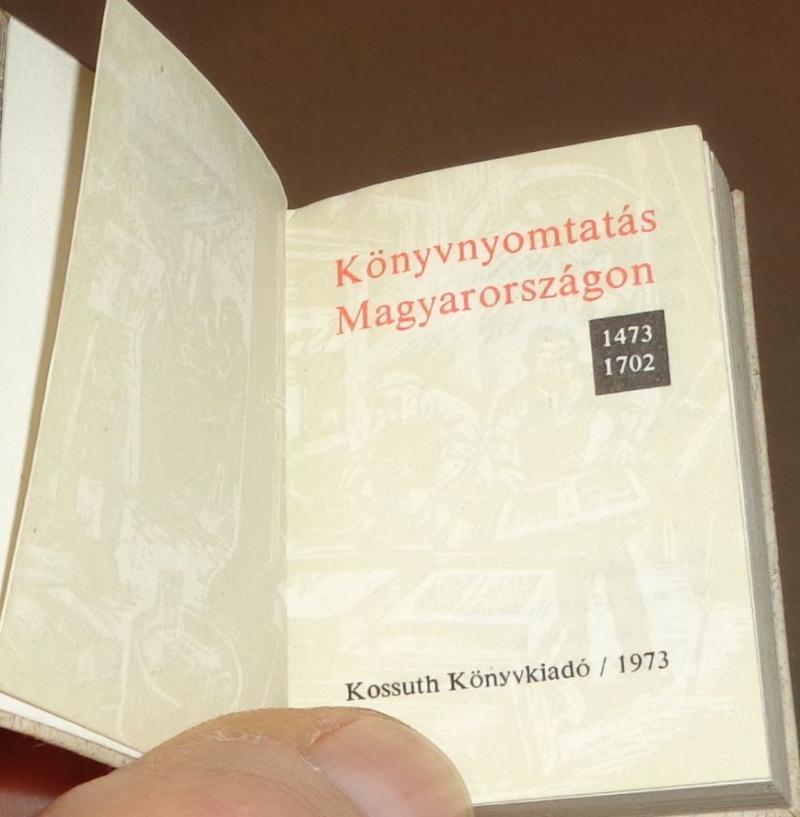 Könyvnyomtatás
Magyarországon
1473
1702
Kossuth Könyvkiadó / 1973